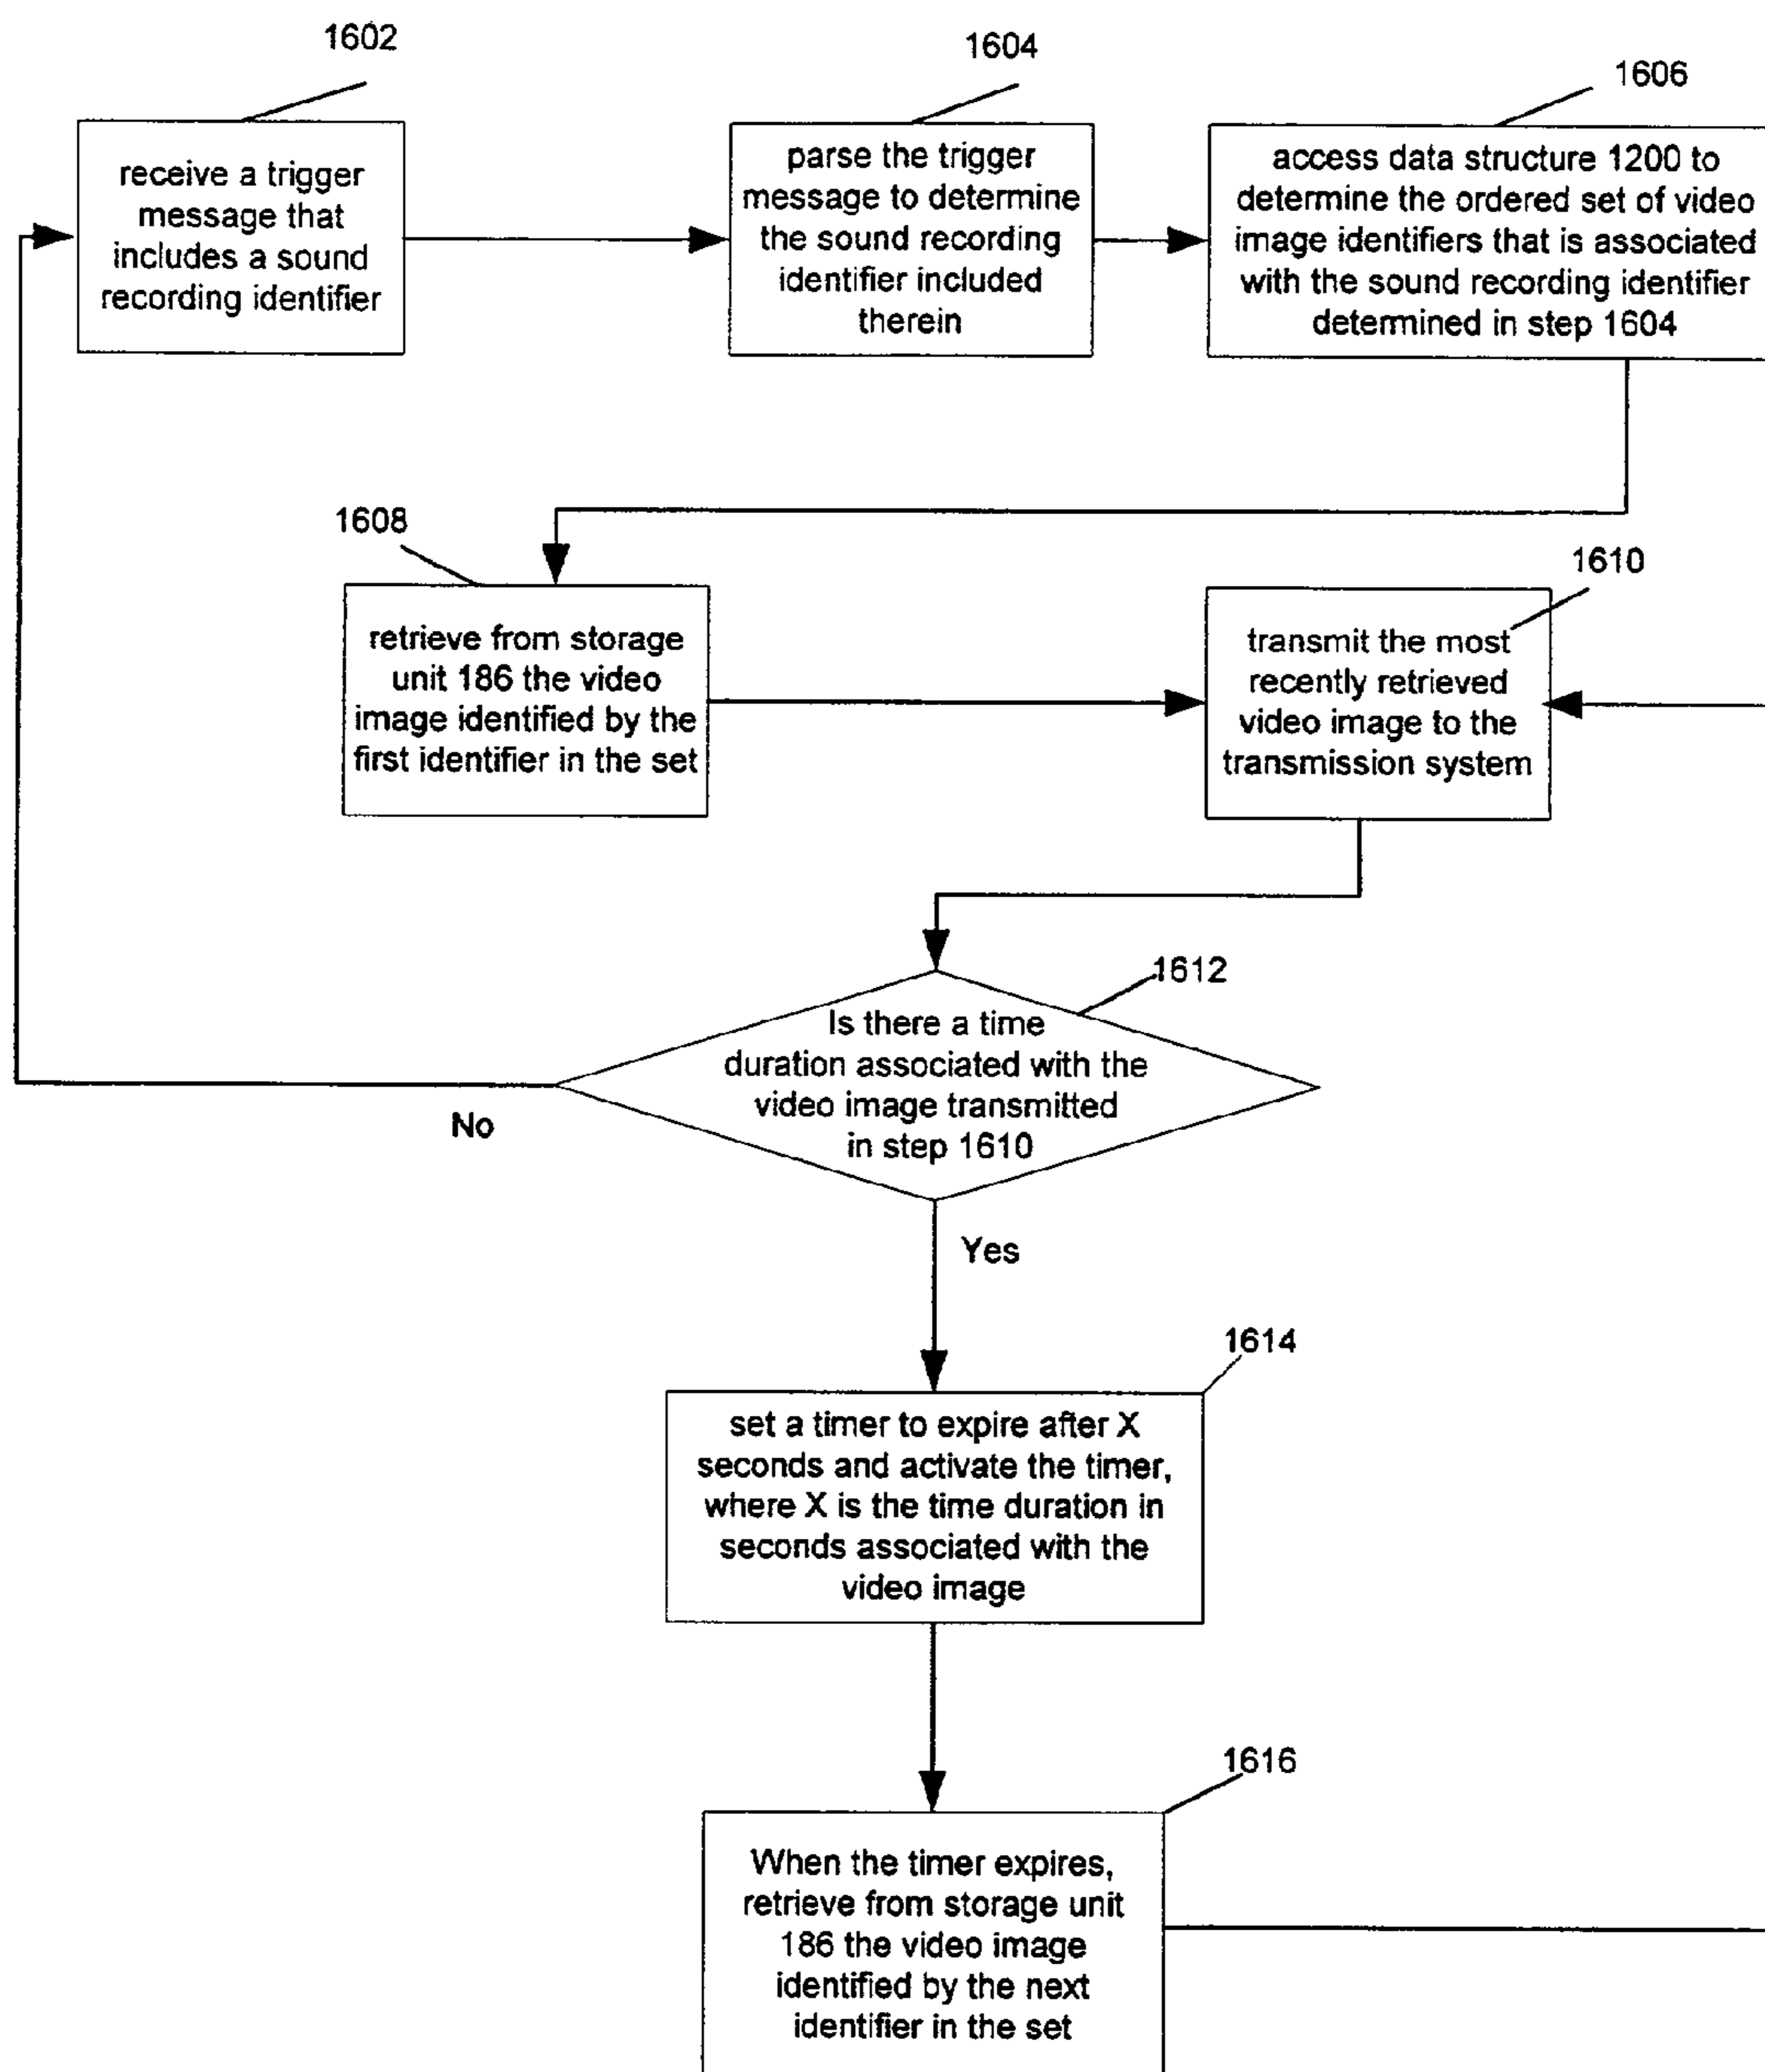 1602
receive a trigger
message that
includes a sound
recording identifier
1604
parse the trigger
message to determine
the sound recording
identifier included
therein
1606
access data structure 1200 to
determine the ordered set of video
image identifiers that is associated
with the sound recording identifier
determined in step 1604
1608
retrieve from storage
unit 186 the video
image identified by the
first identifier in the set
1610
transmit the most
recently retrieved
video image to the
transmission system
1612
Is there a time
duration associated with the
video image transmitted
in step 1610
No
Yes
1614
set a timer to expire after X
seconds and activate the timer,
where X is the time duration in
seconds associated with the
video image
1616
When the timer expires,
retrieve from storage unit
186 the video image
identified by the next
identifier in the set